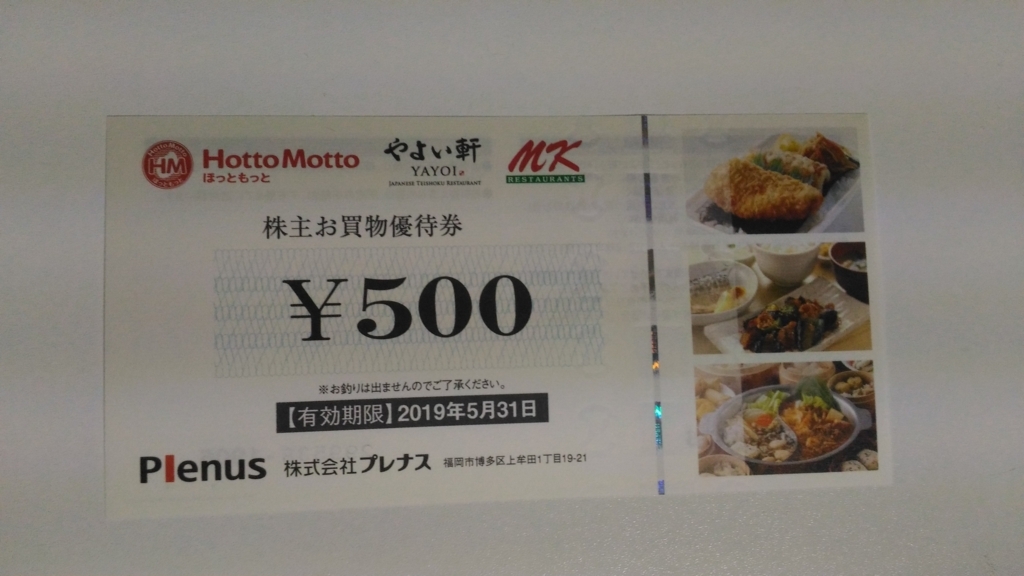 HM
Hotto Motto
ほっともっと
やよい軒
YAYOI
JAPANESE TEISHOKU RESTAURANT
MK
RESTAURANTS
株主お買物優待券
¥500
※お釣りは出ませんのでご了承ください。
【有効期限】2019年5月31日
Plenus 株式会社プレナス 福岡市博多区上牟田1丁目19-21